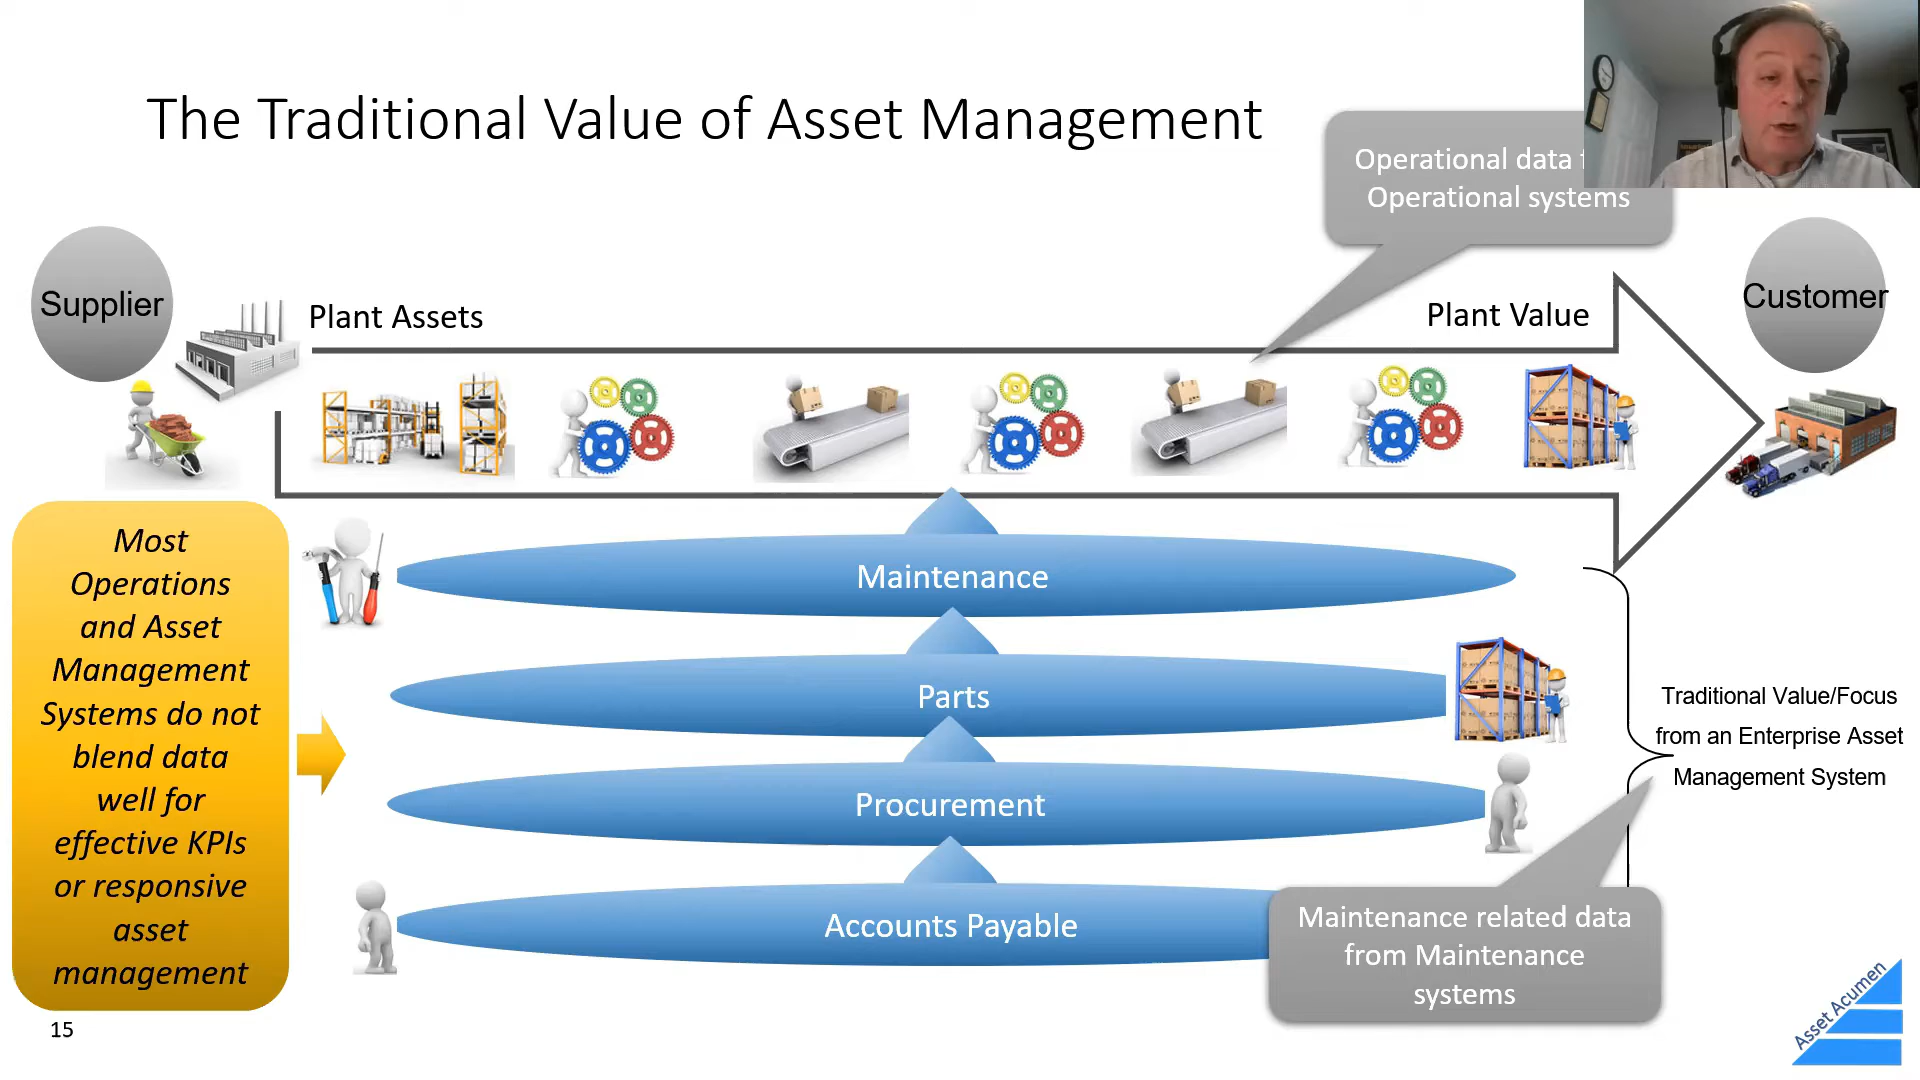 The Traditional Value of Asset Management
Operational data
Operational systems
Supplier
Plant Assets
Plant Value
Customer
Most
Operations
and Asset
Management
Systems do not
blend data
well for
effective KPIs
or responsive
asset
management
Maintenance
Parts
Procurement
Accounts Payable
Traditional Value/Focus
from an Enterprise Asset
Management System
Maintenance related data
from Maintenance
systems
15
Asset Acumen